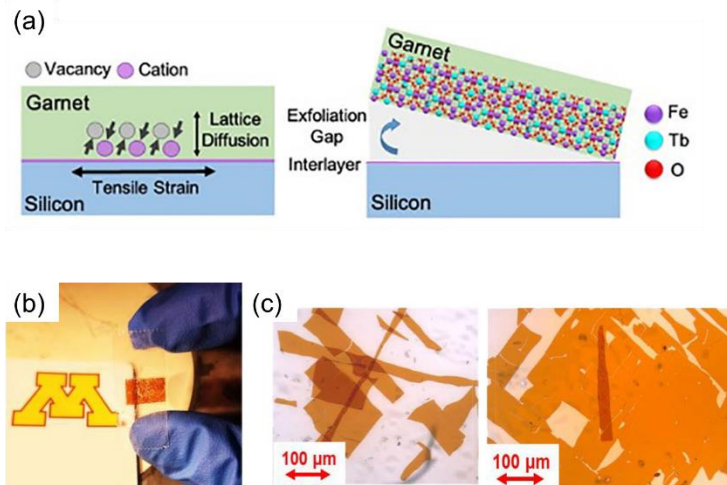 (a)
Vacancy Cation
Garnet
Lattice
Diffusion
Tensile Strain
Silicon
Garnet
Exfoliation
Gap
Interlayer
Silicon
Fe
Tb
O
(b)
M
(c)
100 µm
100 µm